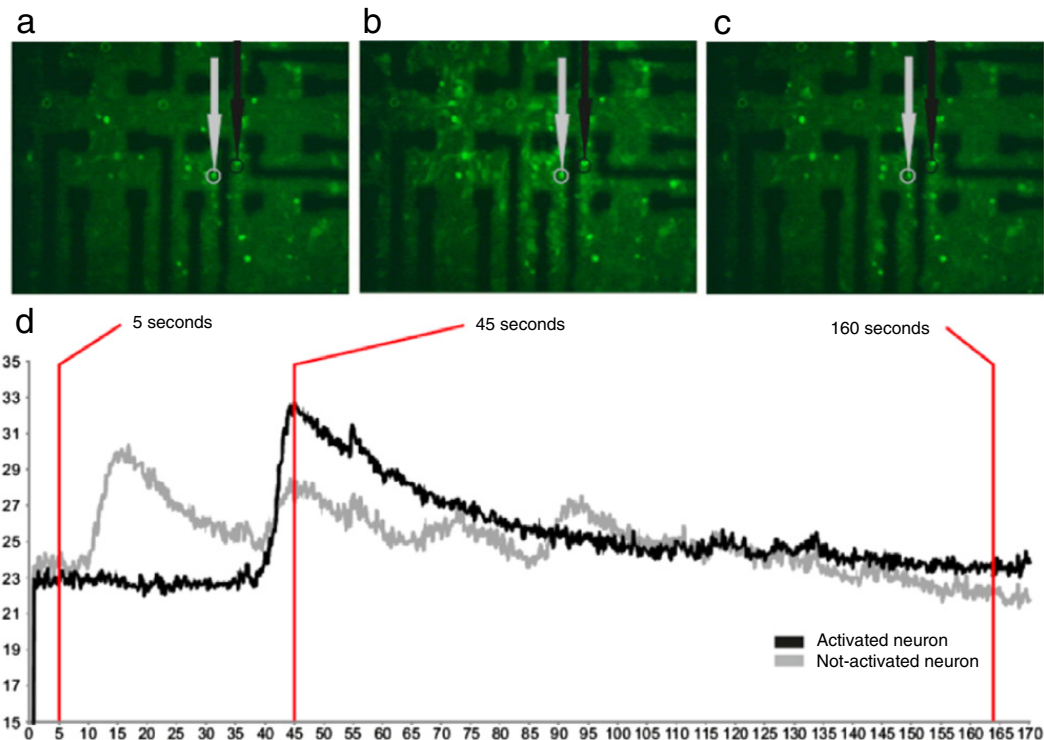 a
b
c
d
5 seconds
45 seconds
160 seconds
35
33
31
29
27
25
23
21
19
17
15
Activated neuron
Not-activated neuron
0 5 10 15 20 25 30 35 40 45 50 55 60 65 70 75 80 85 90 95 100 105 110 115 120 125 130 135 140 145 150 155 160 165 170